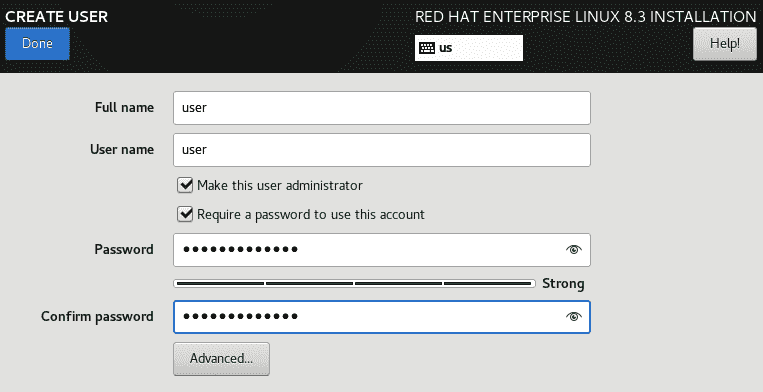 CREATE USER
RED HAT ENTERPRISE LINUX 8.3 INSTALLATION
Done
us
Help!
Full name
user
User name
user
Make this user administrator
Require a password to use this account
Password
●●●●●●●●●●●●●
Strong
Confirm password
●●●●●●●●●●●●●
Advanced...